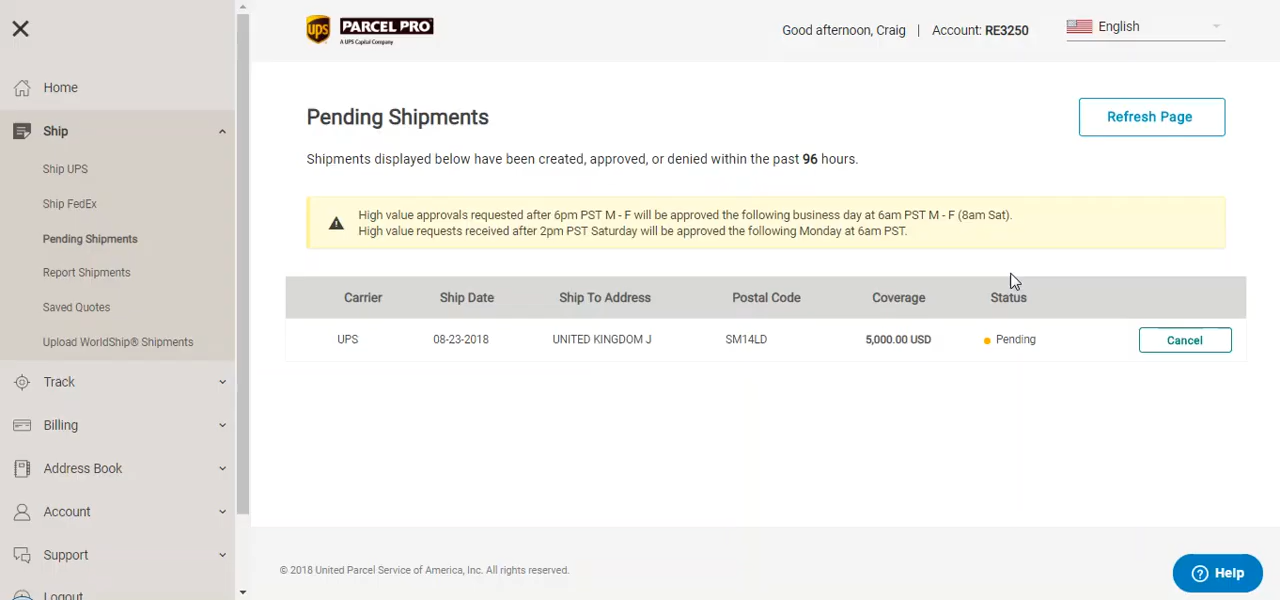 ups PARCEL PRO
A UPS Capital Company
Good afternoon, Craig | Account: RE3250
English
Home
Ship
Ship UPS
Ship FedEx
Pending Shipments
Report Shipments
Saved Quotes
Upload WorldShip® Shipments
Track
Billing
Address Book
Account
Support
Logout
Pending Shipments
Refresh Page
Shipments displayed below have been created, approved, or denied within the past 96 hours.
High value approvals requested after 6pm PST M - F will be approved the following business day at 6am PST M - F (8am Sat).
High value requests received after 2pm PST Saturday will be approved the following Monday at 6am PST.
Carrier Ship Date Ship To Address Postal Code Coverage Status
UPS 08-23-2018 UNITED KINGDOM J SM14LD 5,000.00 USD Pending Cancel
© 2018 United Parcel Service of America, Inc. All rights reserved.
Help